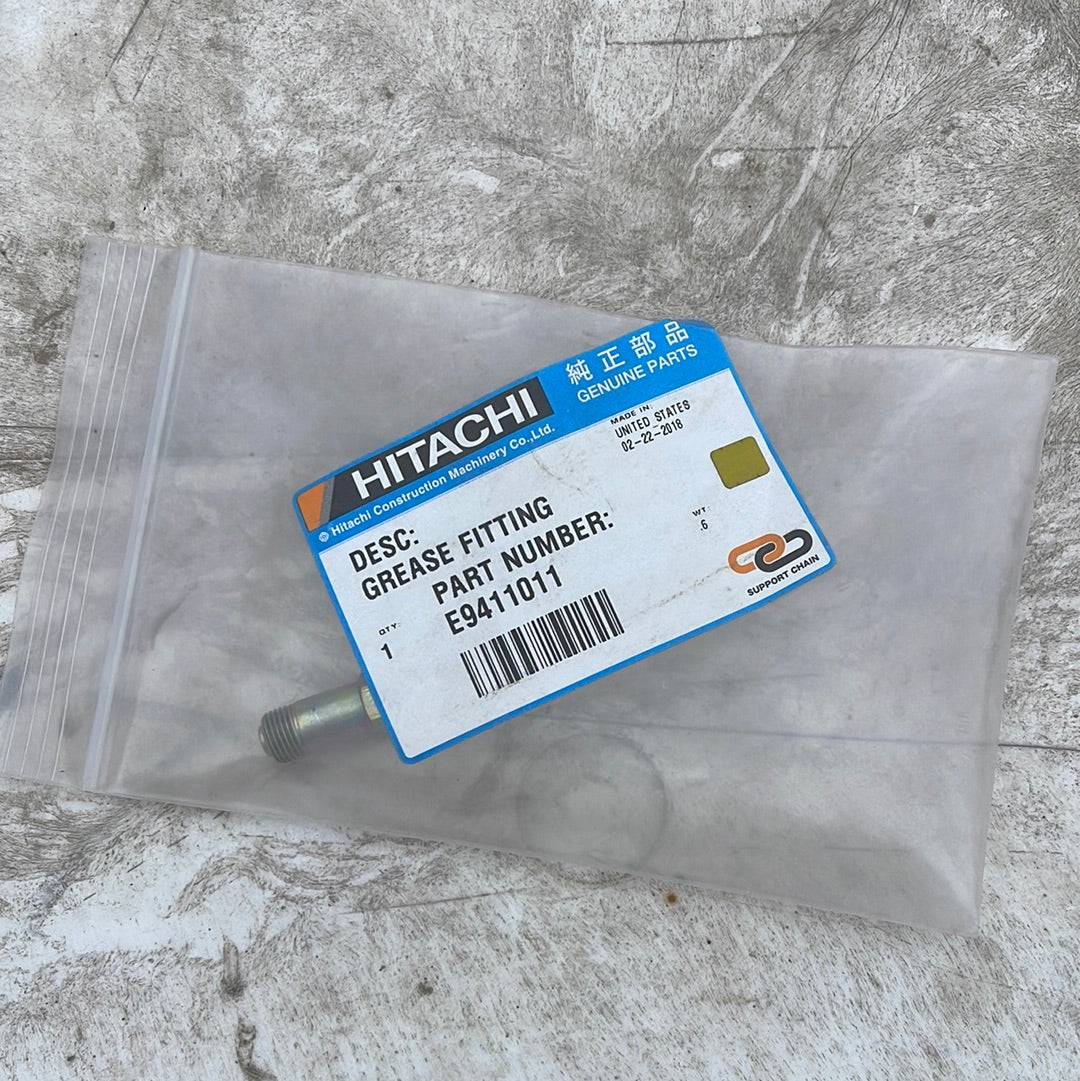 HITACHI
純正部品
GENUINE PARTS
© Hitachi Construction Machinery Co.,Ltd.
MADE IN:
UNITED STATES
02-22-2018
DESC:
GREASE FITTING
PART NUMBER:
E9411011
QTY:
1
WT:
.6
SUPPORT CHAIN